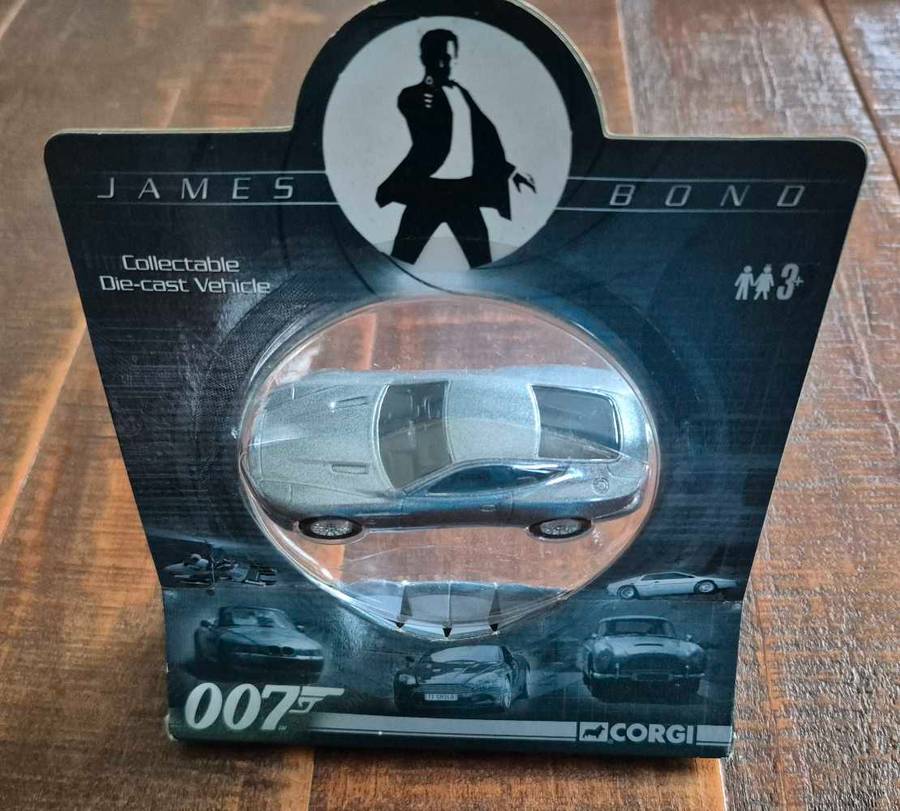 JAMES BOND
Collectable
Die-cast Vehicle
3+
007
CORGI